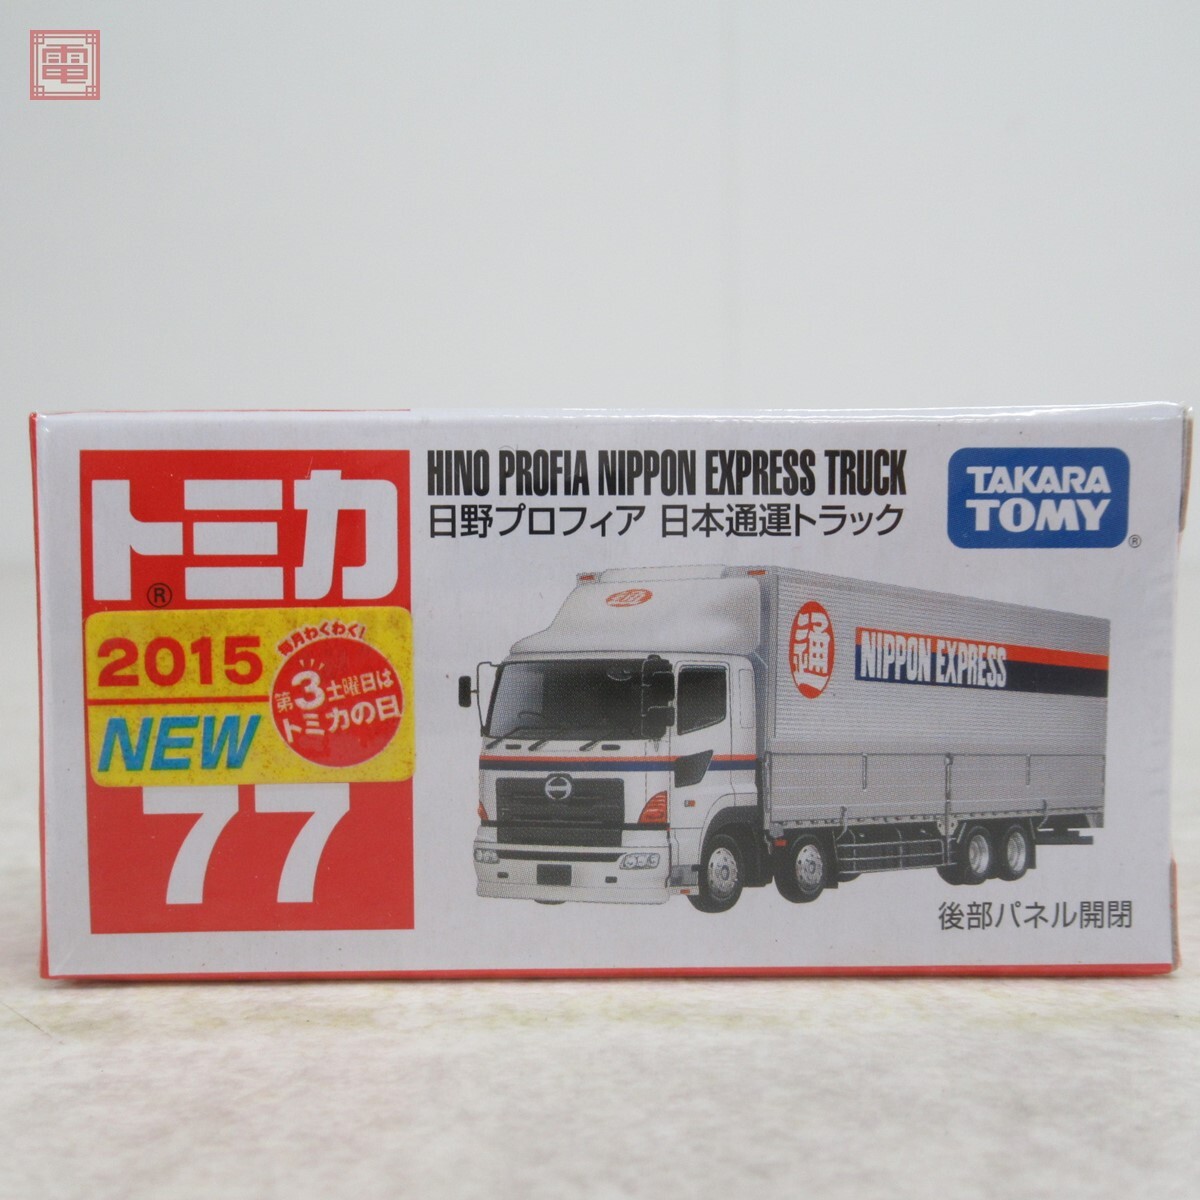 電
トミカ
®
2015
NEW
毎月わくわく!
第3土曜日は
トミカの日
77
HINO PROFIA NIPPON EXPRESS TRUCK
日野プロフィア 日本通運トラック
TAKARA
TOMY
®
通
NIPPON EXPRESS
後部パネル開閉